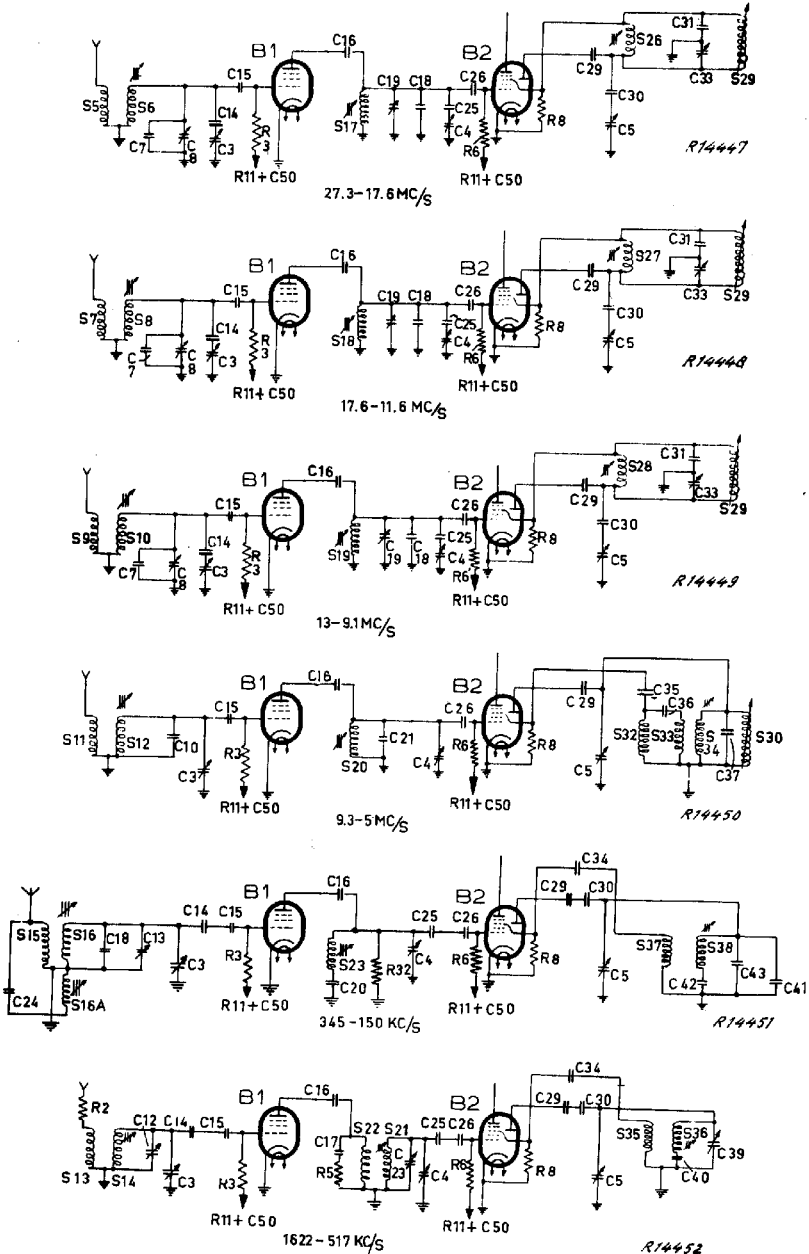 C16 B2 S26 C31
B1 C29 C33 S29
S5 S6 C15 C19 C18 C26 C30
C14 S17 C25 R8
C7 C8 R3 C3 C4 R6 C5
R11+C50 R11+C50 R14447
27.3-17.6 MC/S
C16 B2 S27 C31
B1 C29 C33 S29
S7 S8 C15 C19 C18 C26 C30
C14 S18 C25 R8
C7 C8 R3 C3 C4 R6 C5
R11+C50 R11+C50 R14448
17.6-11.6 MC/S
C16 B2 S28 C31
B1 C29 C33 S29
S9 S10 C15 C26 C30
C14 S19 C19 C18 C25 R8
C7 C8 R3 C3 C4 R6 C5
R11+C50 R11+C50 R14449
13-9.1 MC/S
B1 C16 B2 C29 C35 C36
S11 S12 C15 C26 S32 S33 S34 S30
C10 R3 S20 C21 R6 R8
C3 C4 C5 C37
R11+C50 R11+C50 R14450
9.3-5 MC/S
B1 C16 B2 C34
C29 C30
S15 S16 C14 C15 C25 C26 S37 S38
C18 C13 C3 R3 S23 C4 R6 R8 C5 C43
C24 S16A C20 R32 C42 C41
R11+C50 R11+C50 R14451
345-150 KC/S
B1 C16 B2 C34
R2 C29 C30
C12 C14 C15 S22 S21 C25 C26 S35 S36
C17 C39
S13 S14 C3 R3 R5 C23 C4 R6 R8 C5 C40
R11+C50 R11+C50
1622-517 KC/S R14452